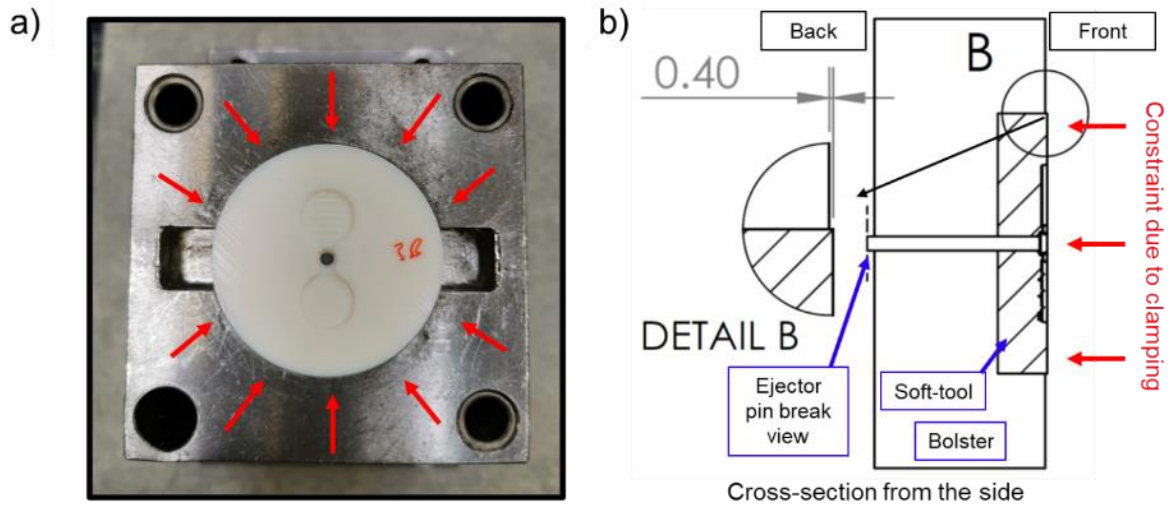 a)
3B
b)
Back
B
Front
0.40
DETAIL B
Ejector
pin break
view
Soft-tool
Bolster
Constraint due to clamping
Cross-section from the side